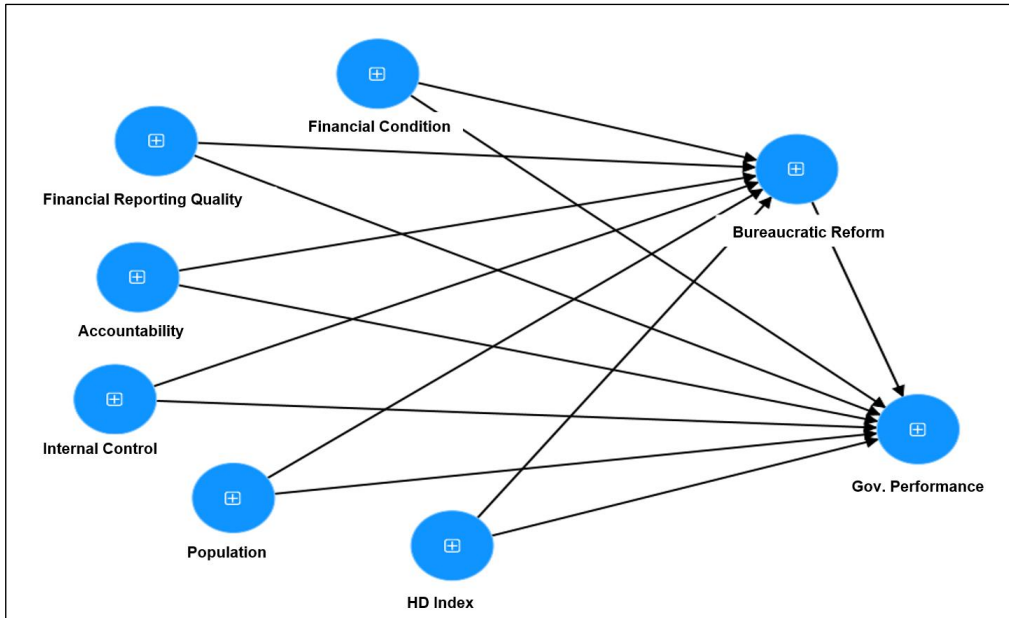 Financial Condition
Financial Reporting Quality
Bureaucratic Reform
Accountability
Internal Control
Gov. Performance
Population
HD Index